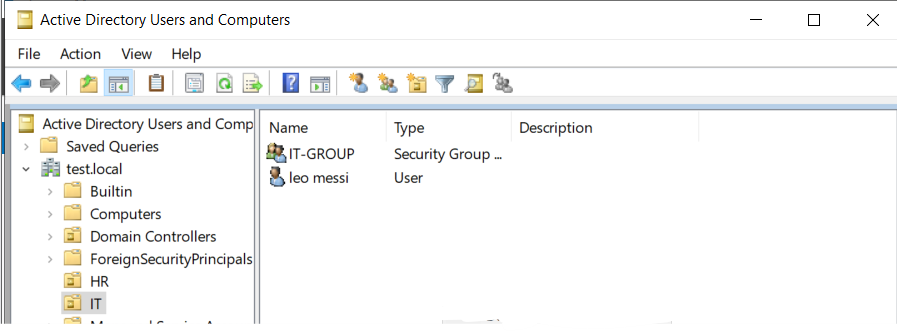 Active Directory Users and Computers
File Action View Help
Active Directory Users and Comp
Name Type Description
Saved Queries
IT-GROUP Security Group ...
test.local
leo messi User
Builtin
Computers
Domain Controllers
ForeignSecurityPrincipals
HR
IT